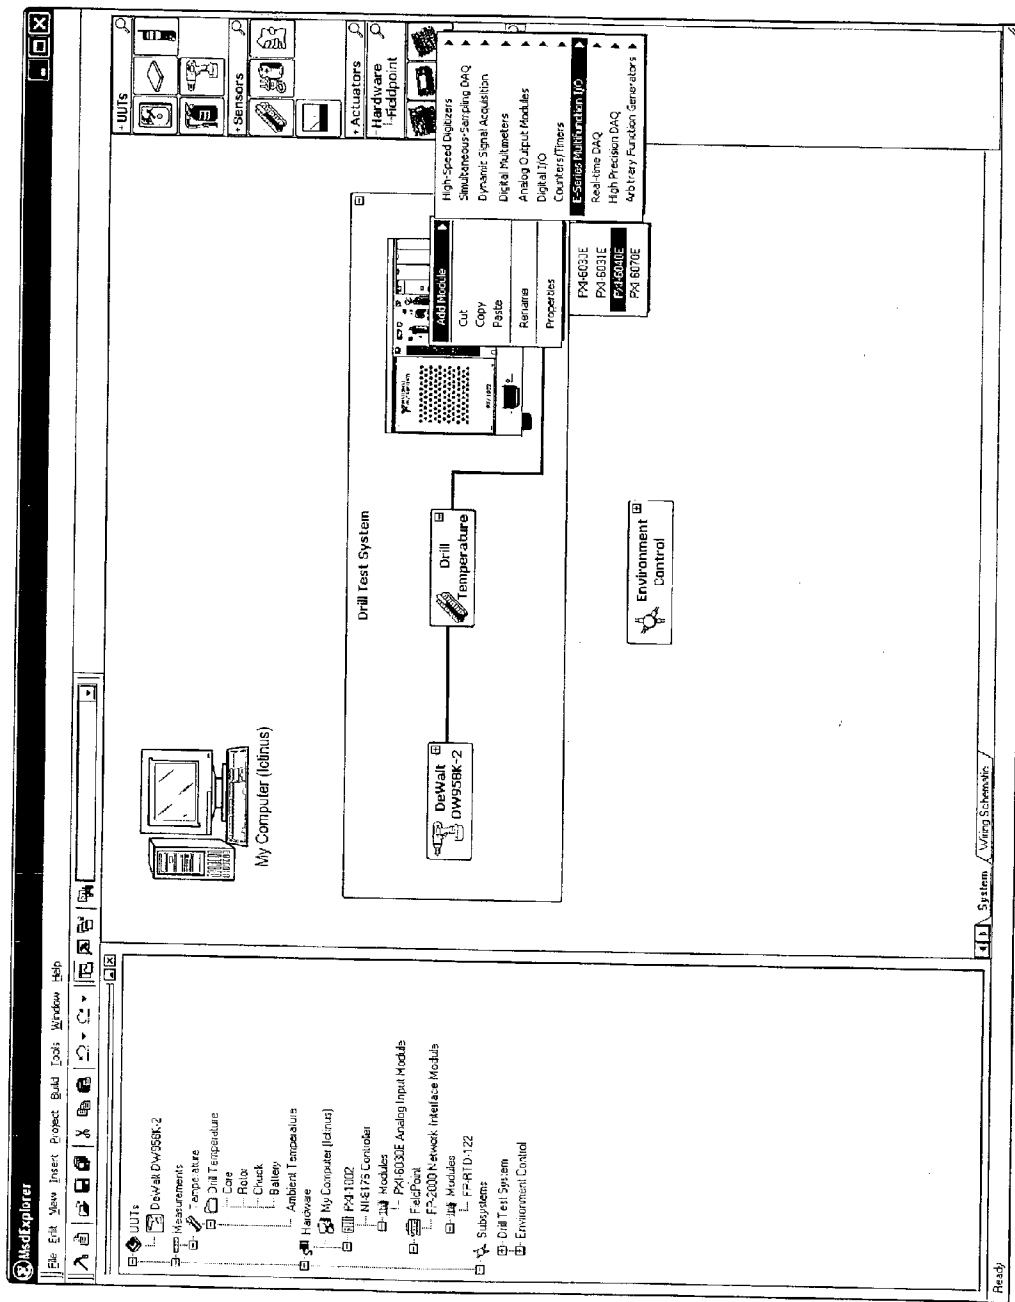 MsdExplorer
File Edit View Insert Project Build Tools Window Help
UUTs
DeWalt DW958K-2
Measurements
Temperature
Drill Temperature
Core
Rotor
Chuck
Battery
Ambient Temperature
Hardware
My Computer (Ictinus)
PXI-1002
NI-8176 Controller
Modules
PXI-6030E Analog Input Module
FieldPoint
FP-2000 Network Interface Module
Modules
FP-RTD-122
Subsystems
Drill Test System
Environment Control
My Computer (Ictinus)
Drill Test System
DeWalt
DW958K-2
Drill
Temperature
Environment
Control
Add Module
Cut
Copy
Paste
Rename
Properties
High-Speed Digitizers
Simultaneous-Sampling DAQ
Dynamic Signal Acquisition
Digital Multimeters
Analog Output Modules
Digital I/O
Counters/Timers
E-Series Multifunction I/O
Real-time DAQ
High Precision DAQ
Arbitrary Function Generators
PXI-6030E
PXI-6031E
PXI-6040E
PXI-6070E
UUTs
Sensors
Actuators
Hardware
Fieldpoint
System
Wiring Schematic
Ready